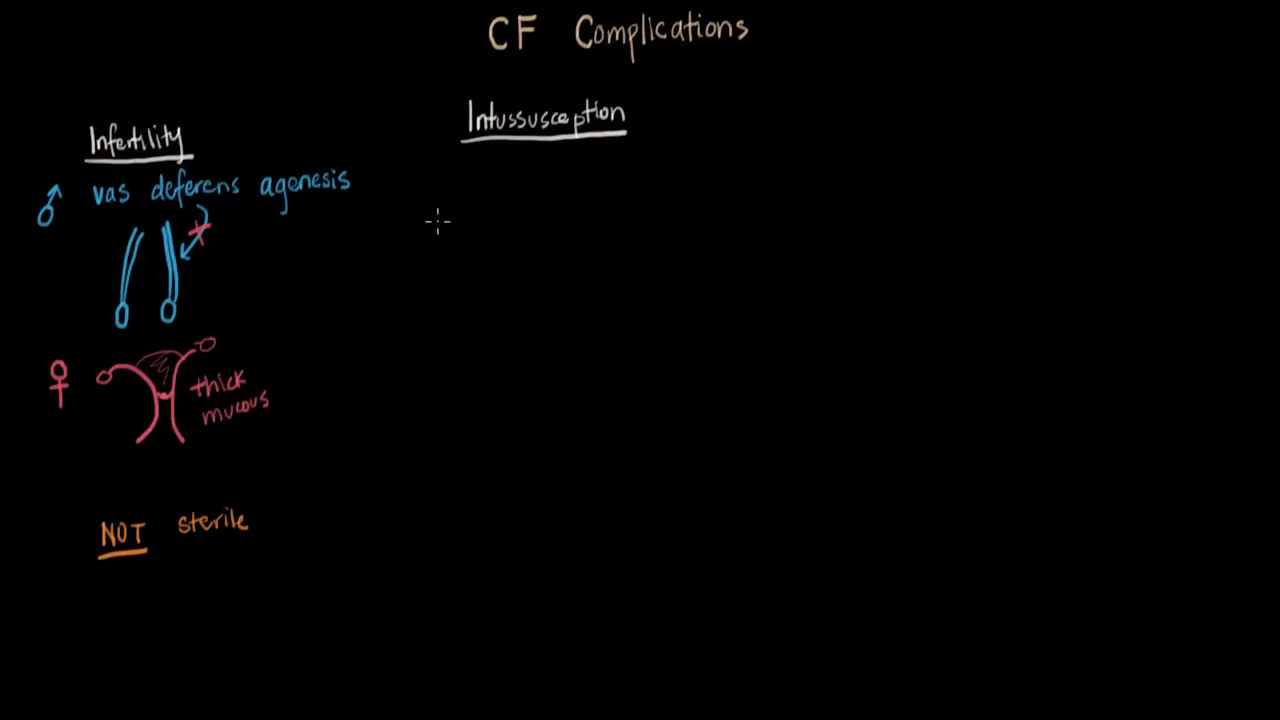 CF Complications
Infertility
♂ vas deferens agenesis
♀
thick
mucous
NOT sterile
Intussusception